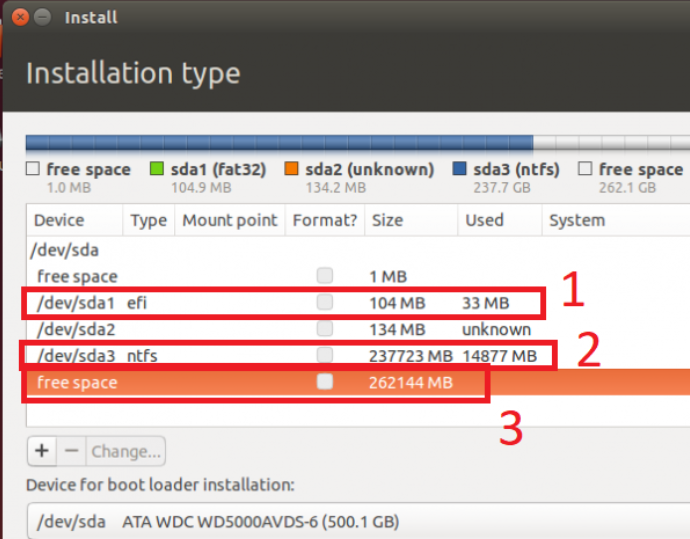 Install
Installation type
free space sda1 (fat32) sda2 (unknown) sda3 (ntfs) free space
1.0 MB 104.9 MB 134.2 MB 237.7 GB 262.1 GB
Device Type Mount point Format? Size Used System
/dev/sda
free space 1 MB
/dev/sda1 efi 104 MB 33 MB 1
/dev/sda2 134 MB unknown
/dev/sda3 ntfs 237723 MB 14877 MB 2
free space 262144 MB
3
+ − Change...
Device for boot loader installation:
/dev/sda ATA WDC WD5000AVDS-6 (500.1 GB)